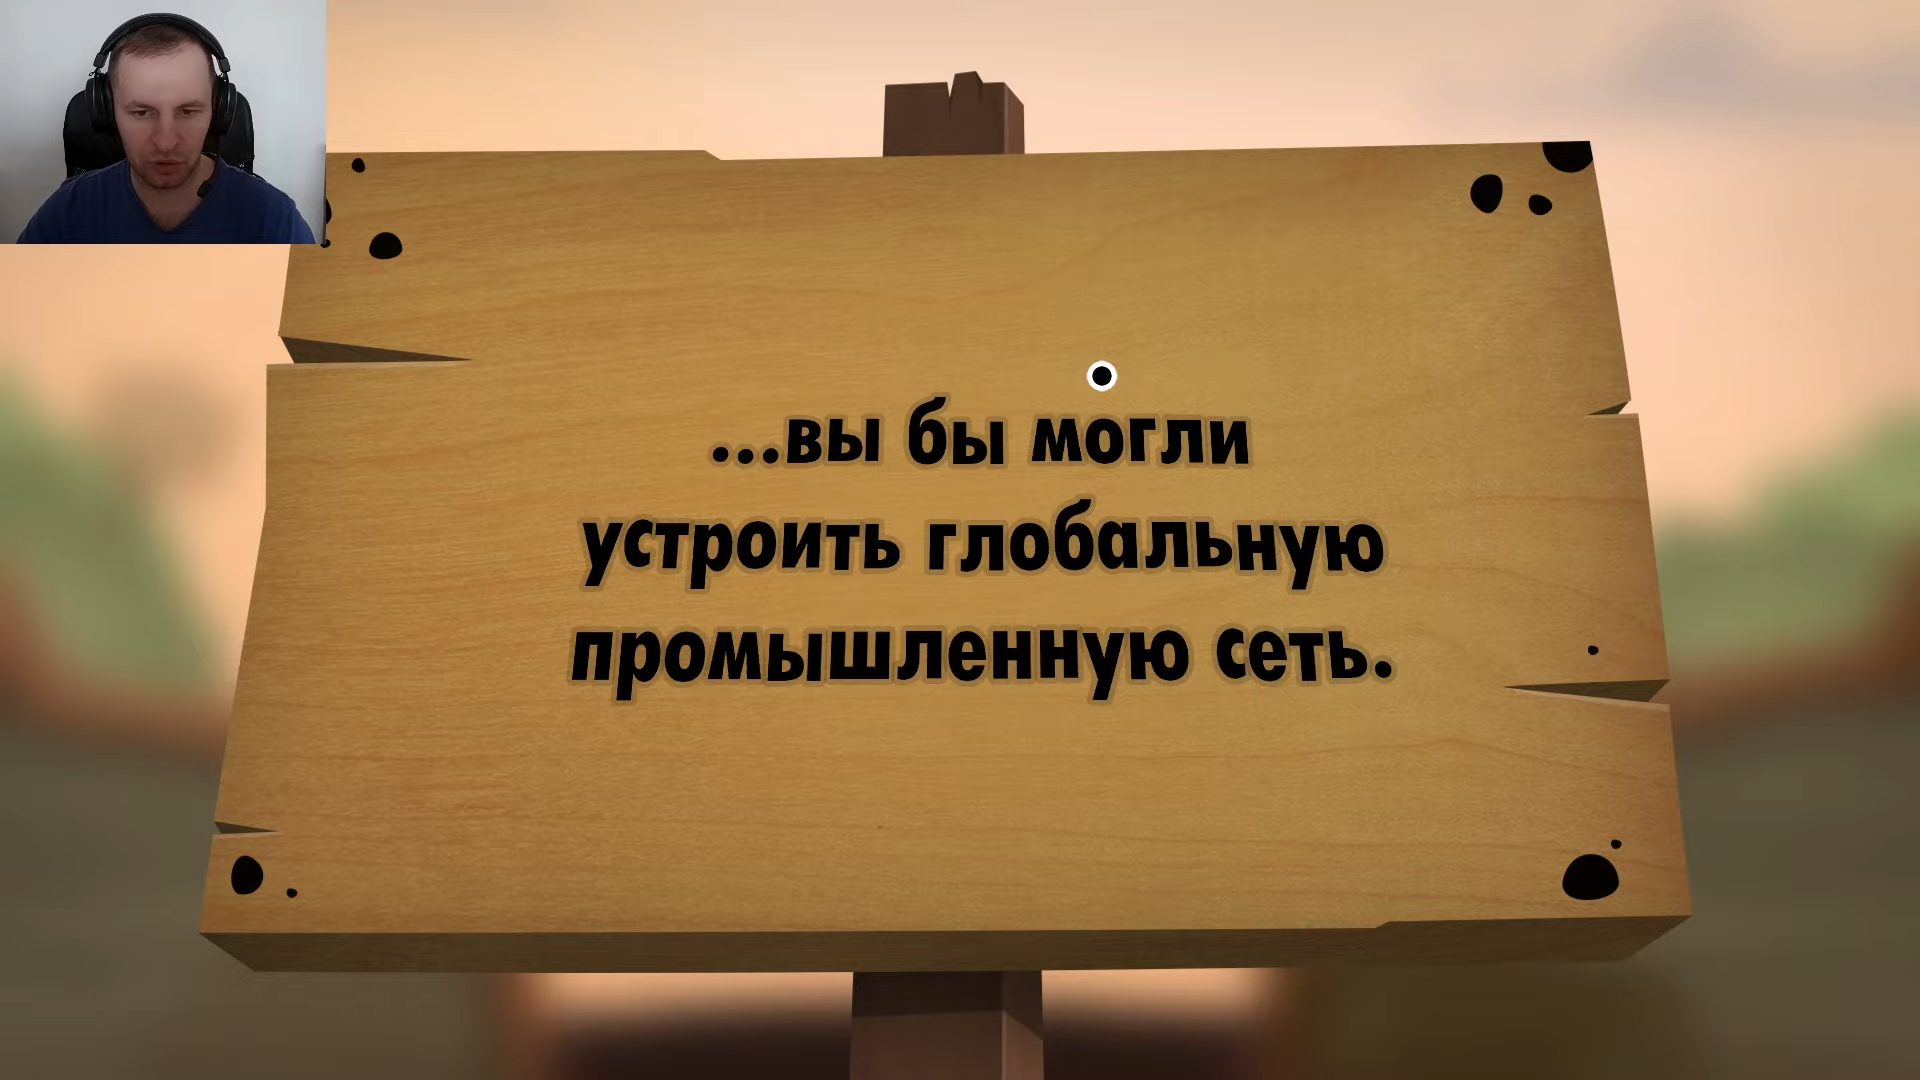 ...вы бы могли
устроить глобальную
промышленную сеть.